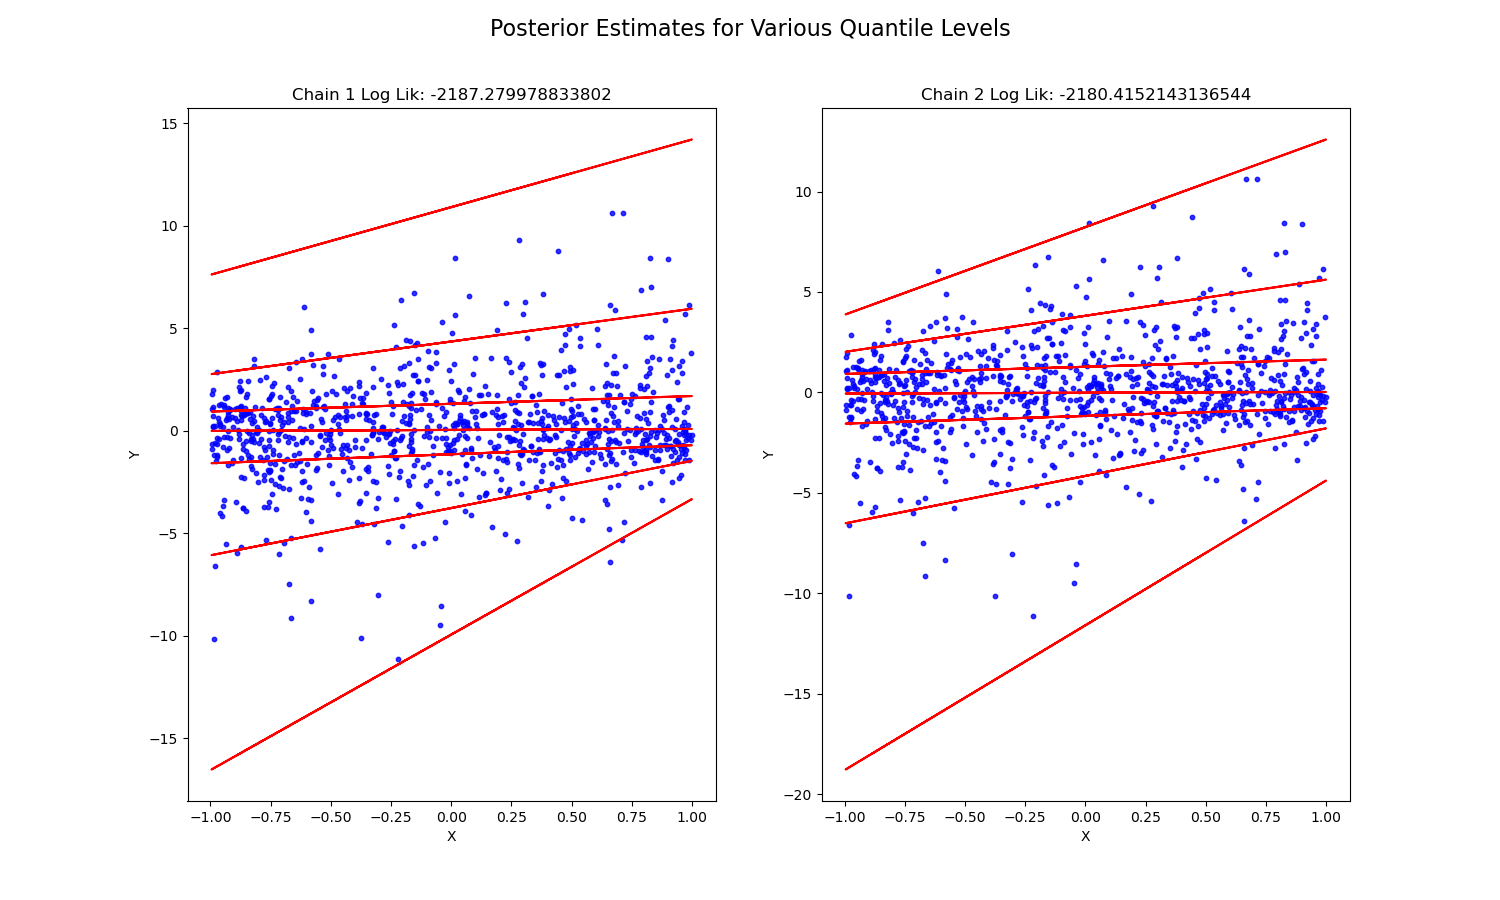 Posterior Estimates for Various Quantile Levels
Chain 1 Log Lik: -2187.279978833802
15
10
5
0
−5
−10
−15
Y
−1.00 −0.75 −0.50 −0.25 0.00 0.25 0.50 0.75 1.00
X
Chain 2 Log Lik: -2180.4152143136544
10
5
0
−5
−10
−15
−20
Y
−1.00 −0.75 −0.50 −0.25 0.00 0.25 0.50 0.75 1.00
X